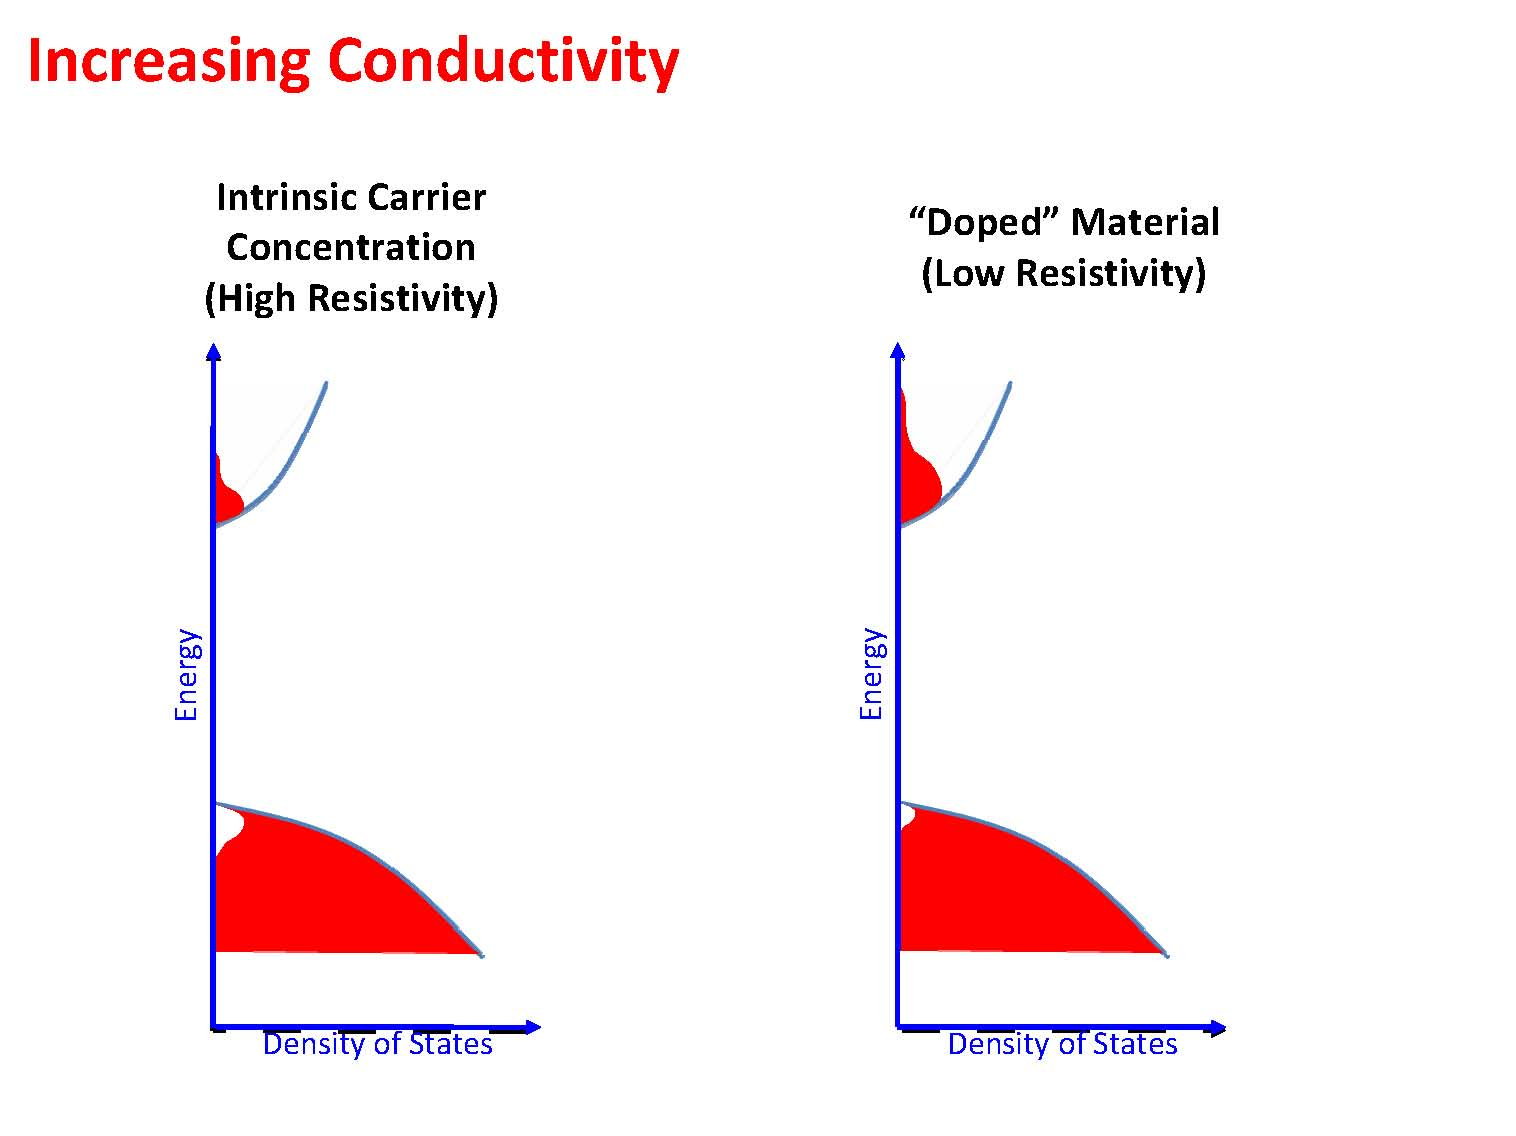 Increasing Conductivity
Intrinsic Carrier
Concentration
(High Resistivity)
“Doped” Material
(Low Resistivity)
Energy
Density of States
Energy
Density of States